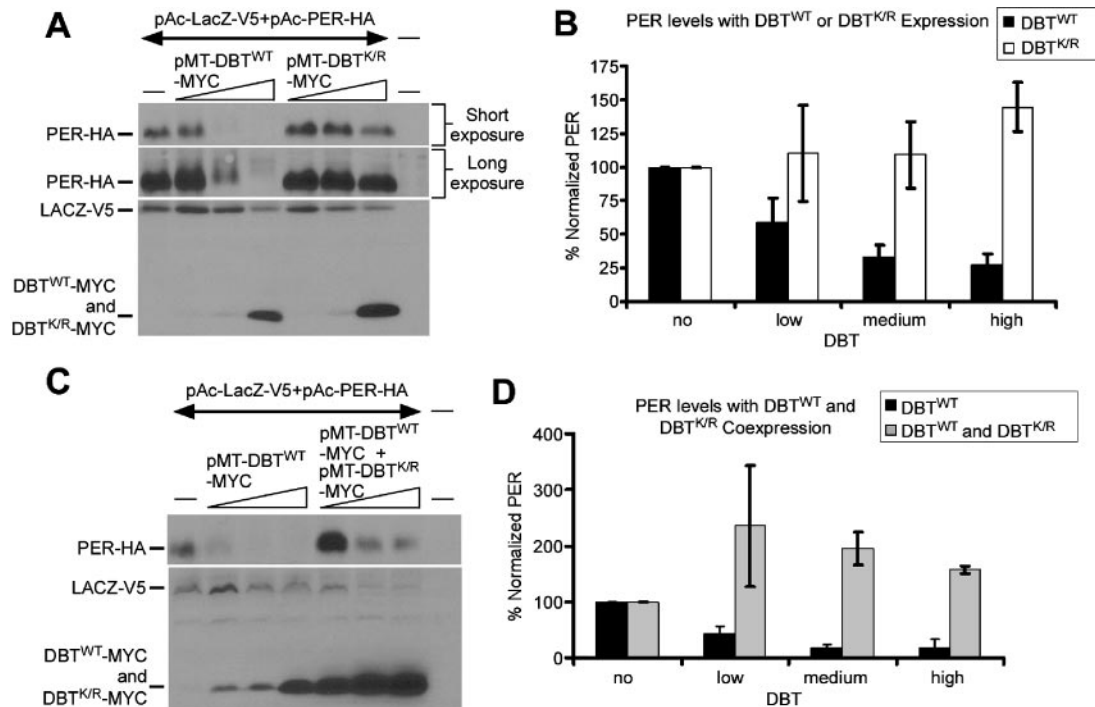 A
pAc-LacZ-V5+pAc-PER-HA
pMT-DBTWT
-MYC
pMT-DBTK/R
-MYC
PER-HA
Short
exposure
PER-HA
Long
exposure
LACZ-V5
DBTWT-MYC
and
DBTK/R-MYC
B
PER levels with DBTWT or DBTK/R Expression
DBTWT
DBTK/R
% Normalized PER
175
150
125
100
75
50
25
0
no low medium high
DBT
C
pAc-LacZ-V5+pAc-PER-HA
pMT-DBTWT
-MYC
pMT-DBTWT
-MYC +
pMT-DBTK/R
-MYC
PER-HA
LACZ-V5
DBTWT-MYC
and
DBTK/R-MYC
D
PER levels with DBTWT and
DBTK/R Coexpression
DBTWT
DBTWT and DBTK/R
% Normalized PER
400
300
200
100
0
no low medium high
DBT